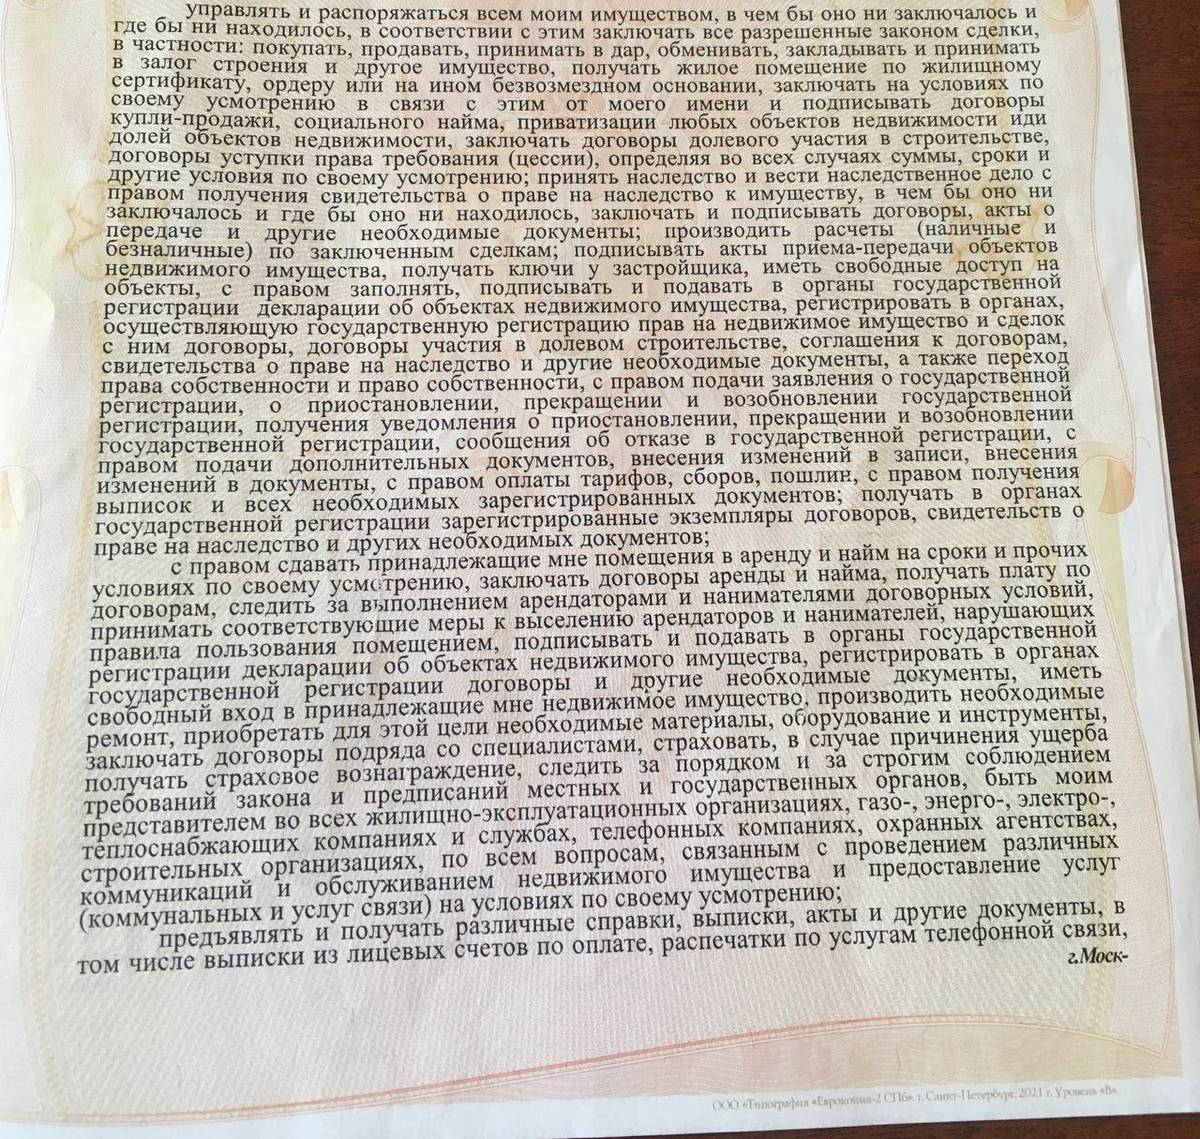 управлять и распоряжаться всем моим имуществом, в чем бы оно ни заключалось и
где бы ни находилось, в соответствии с этим заключать все разрешенные законом сделки,
в частности: покупать, продавать, принимать в дар, обменивать, закладывать и принимать
в залог строения и другое имущество, получать жилое помещение по жилищному
сертификату, ордеру или на ином безвозмездном основании, заключать на условиях по
своему усмотрению в связи с этим от моего имени и подписывать договоры
купли-продажи, социального найма, приватизации любых объектов недвижимости иди
долей объектов недвижимости, заключать договоры долевого участия в строительстве,
договоры уступки права требования (цессии), определяя во всех случаях суммы, сроки и
другие условия по своему усмотрению; принять наследство и вести наследственное дело с
правом получения свидетельства о праве на наследство к имуществу, в чем бы оно ни
заключалось и где бы оно ни находилось, заключать и подписывать договоры, акты о
передаче и другие необходимые документы; производить расчеты (наличные и
безналичные) по заключенным сделкам; подписывать акты приема-передачи объектов
недвижимого имущества, получать ключи у застройщика, иметь свободные доступ на
объекты, с правом заполнять, подписывать и подавать в органы государственной
регистрации декларации об объектах недвижимого имущества, регистрировать в органах,
осуществляющую государственную регистрацию прав на недвижимое имущество и сделок
с ним договоры, договоры участия в долевом строительстве, соглашения к договорам,
свидетельства о праве на наследство и другие необходимые документы, а также переход
права собственности и право собственности, с правом подачи заявления о государственной
регистрации, о приостановлении, прекращении и возобновлении государственной
регистрации, получения уведомления о приостановлении, прекращении и возобновлении
государственной регистрации, сообщения об отказе в государственной регистрации, с
правом подачи дополнительных документов, внесения изменений в записи, внесения
изменений в документы, с правом оплаты тарифов, сборов, пошлин, с правом получения
выписок и всех необходимых зарегистрированных документов; получать в органах
государственной регистрации зарегистрированные экземпляры договоров, свидетельств о
праве на наследство и других необходимых документов;
с правом сдавать принадлежащие мне помещения в аренду и найм на сроки и прочих
условиях по своему усмотрению, заключать договоры аренды и найма, получать плату по
договорам, следить за выполнением арендаторами и нанимателями договорных условий,
принимать соответствующие меры к выселению арендаторов и нанимателей, нарушающих
правила пользования помещением, подписывать и подавать в органы государственной
регистрации декларации об объектах недвижимого имущества, регистрировать в органах
государственной регистрации договоры и другие необходимые документы, иметь
свободный вход в принадлежащие мне недвижимое имущество, производить необходимые
ремонт, приобретать для этой цели необходимые материалы, оборудование и инструменты,
заключать договоры подряда со специалистами, страховать, в случае причинения ущерба
получать страховое вознаграждение, следить за порядком и за строгим соблюдением
требований закона и предписаний местных и государственных органов, быть моим
представителем во всех жилищно-эксплуатационных организациях, газо-, энерго-, электро-,
теплоснабжающих компаниях и службах, телефонных компаниях, охранных агентствах,
строительных организациях, по всем вопросам, связанным с проведением различных
коммуникаций и обслуживанием недвижимого имущества и предоставление услуг
(коммунальных и услуг связи) на условиях по своему усмотрению;
предъявлять и получать различные справки, выписки, акты и другие документы, в
том числе выписки из лицевых счетов по оплате, распечатки по услугам телефонной связи,
г.Моск-
ООО «Типография «Еврокопия-2 СПб». г. Санкт-Петербург. 2021 г. Уровень «В».